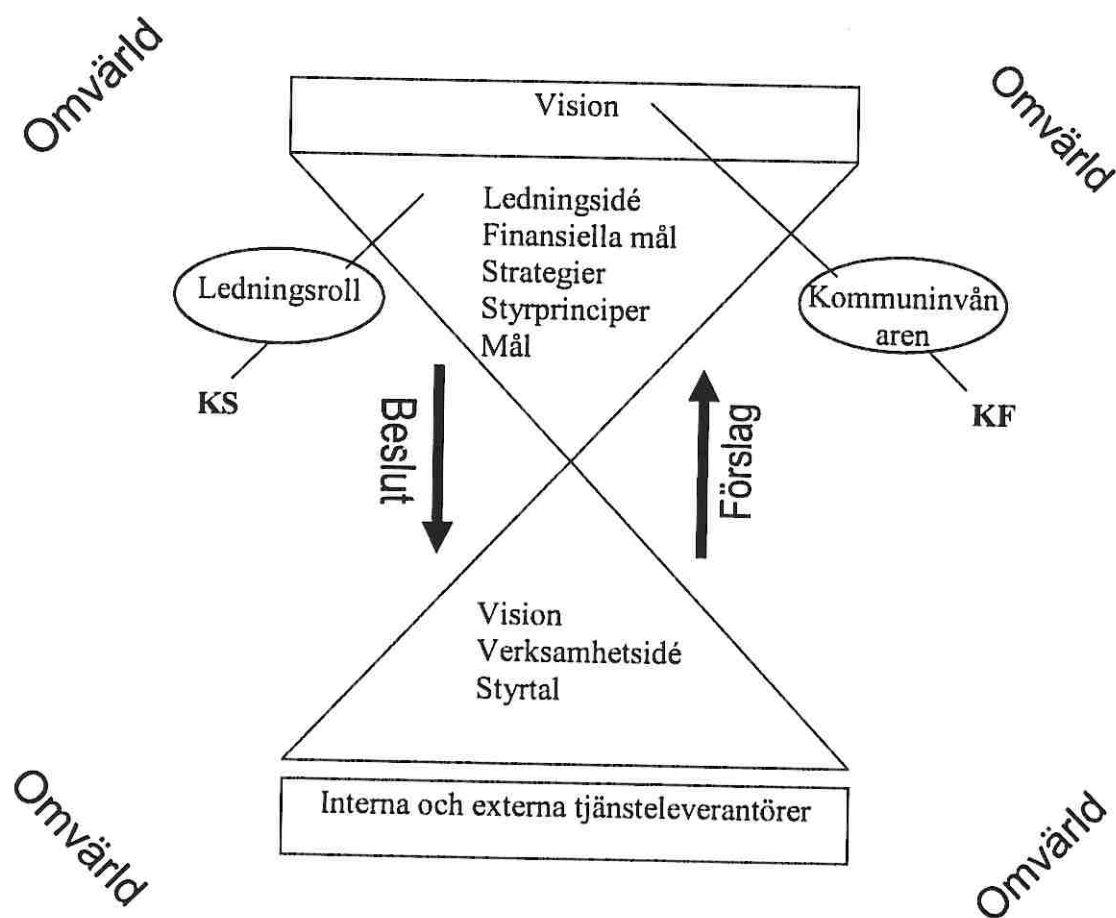 Omvärld
Omvärld
Vision
Ledningsidé
Finansiella mål
Strategier
Styrprinciper
Mål
Ledningsroll
KS
Kommuninvån
aren
KF
Beslut
Förslag
Vision
Verksamhetsidé
Styrtal
Interna och externa tjänsteleverantörer
Omvärld
Omvärld